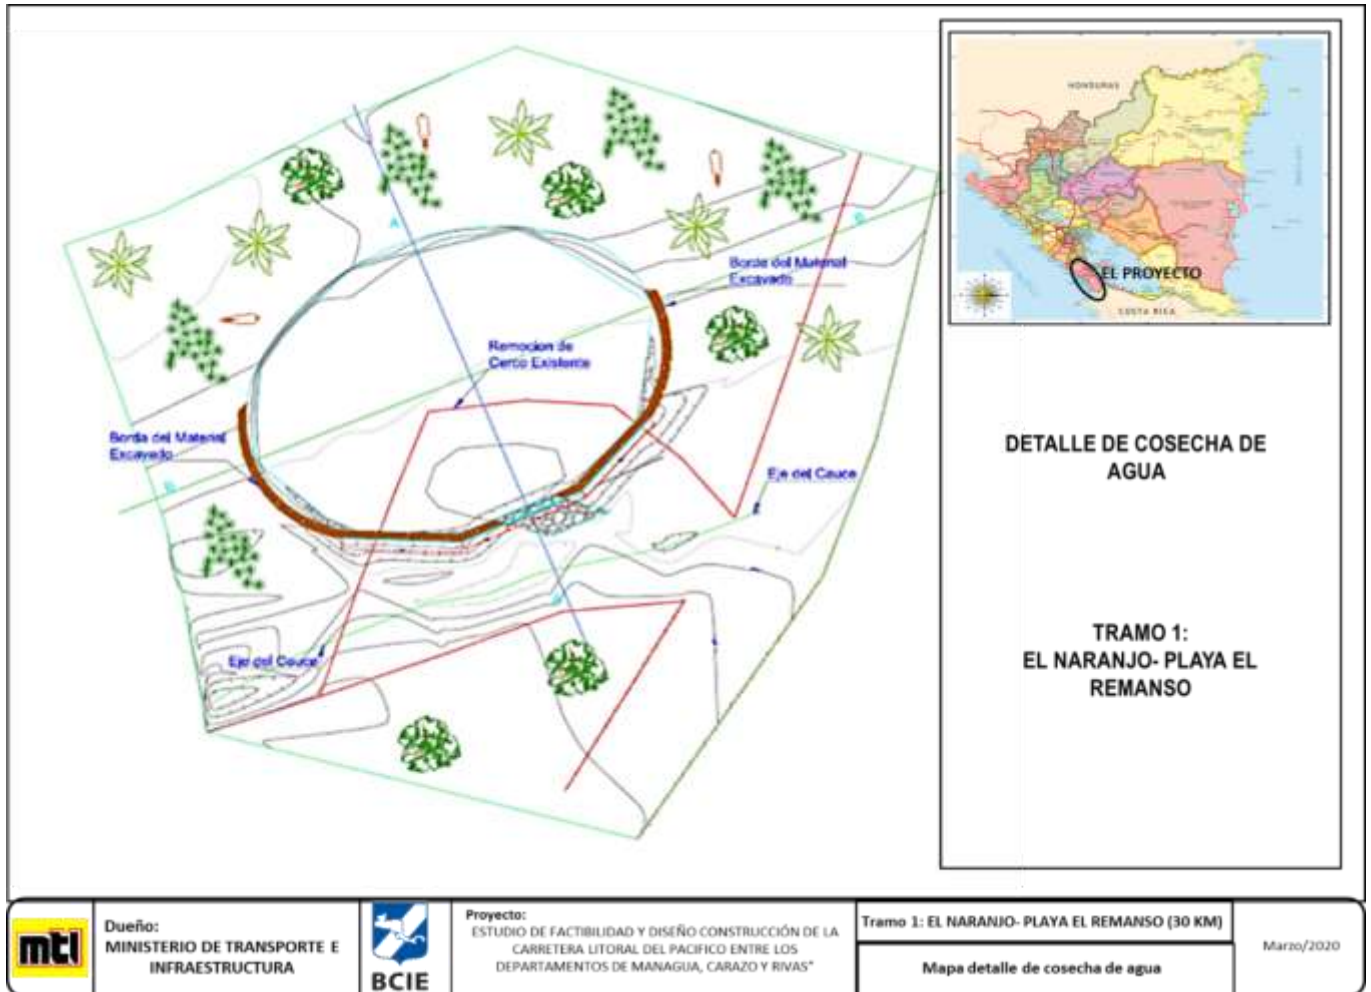 A
B
Borda del Material
Excavado
Remocion de
Cerco Existente
Borda del Material
Excavado
Eje del Cauce
Eje del Cauce
HONDURAS
EL PROYECTO
COSTA RICA
DETALLE DE COSECHA DE
AGUA
TRAMO 1:
EL NARANJO- PLAYA EL
REMANSO
mti
Dueño:
MINISTERIO DE TRANSPORTE E
INFRAESTRUCTURA
BCIE
Proyecto:
ESTUDIO DE FACTIBILIDAD Y DISEÑO CONSTRUCCIÓN DE LA
CARRETERA LITORAL DEL PACIFICO ENTRE LOS
DEPARTAMENTOS DE MANAGUA, CARAZO Y RIVAS"
Tramo 1: EL NARANJO- PLAYA EL REMANSO (30 KM)
Mapa detalle de cosecha de agua
Marzo/2020